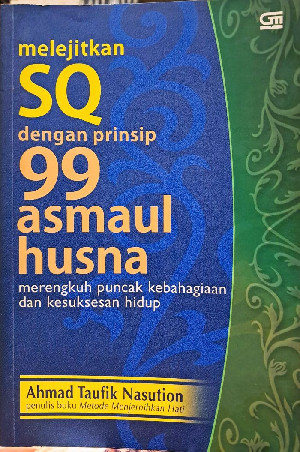 melejitkan
SQ
dengan prinsip
99
asmaul
husna
merengkuh puncak kebahagiaan
dan kesuksesan hidup
Ahmad Taufik Nasution
penulis buku Metode Menjernihkan Hati